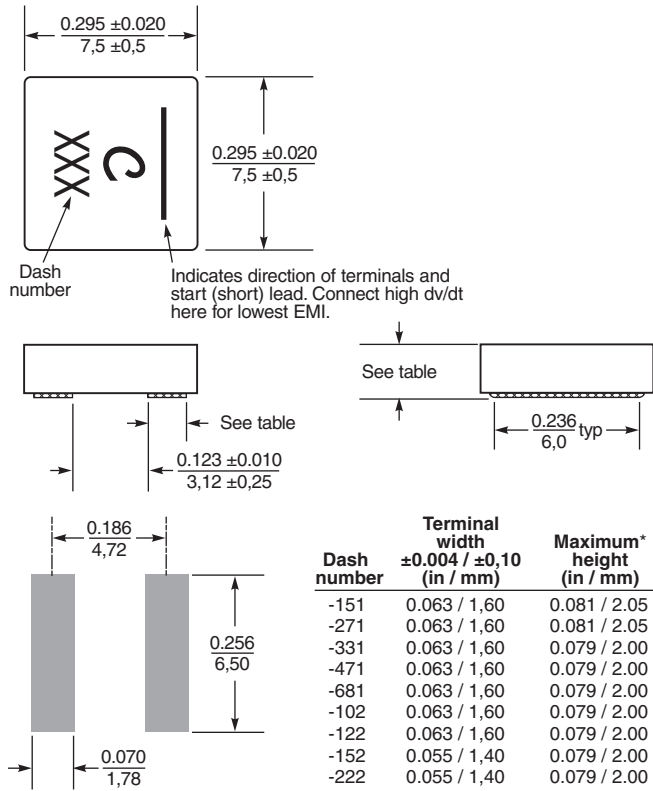 0.295 ±0.020
7,5 ±0,5
XXX
C
0.295 ±0.020
7,5 ±0,5
Dash
number
Indicates direction of terminals and
start (short) lead. Connect high dv/dt
here for lowest EMI.
See table
0.123 ±0.010
3,12 ±0,25
See table
0.236 typ
6,0
0.186
4,72
0.256
6,50
0.070
1,78
Terminal
width Maximum*
Dash ±0.004 / ±0,10 height
number (in / mm) (in / mm)
-151 0.063 / 1,60 0.081 / 2.05
-271 0.063 / 1,60 0.081 / 2.05
-331 0.063 / 1,60 0.079 / 2.00
-471 0.063 / 1,60 0.079 / 2.00
-681 0.063 / 1,60 0.079 / 2.00
-102 0.063 / 1,60 0.079 / 2.00
-122 0.063 / 1,60 0.079 / 2.00
-152 0.055 / 1,40 0.079 / 2.00
-222 0.055 / 1,40 0.079 / 2.00